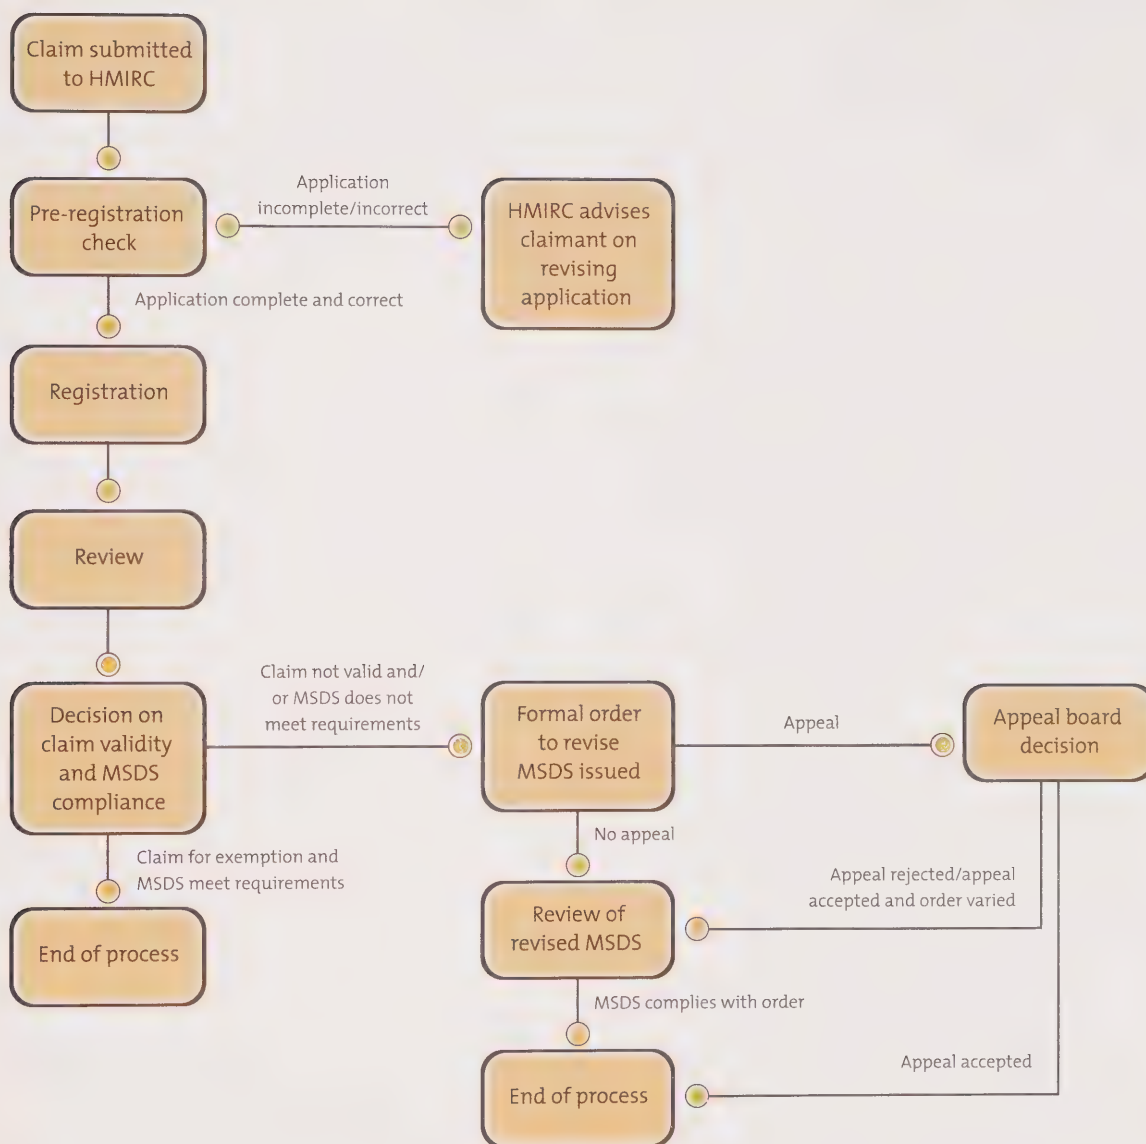 Claim submitted
to HMIRC
Pre-registration
check
Application
incomplete/incorrect
HMIRC advises
claimant on
revising
application
Application complete and correct
Registration
Review
Decision on
claim validity
and MSDS
compliance
Claim not valid and/
or MSDS does not
meet requirements
Formal order
to revise
MSDS issued
Appeal
Appeal board
decision
Claim for exemption and
MSDS meet requirements
End of process
No appeal
Review of
revised MSDS
Appeal rejected/appeal
accepted and order varied
MSDS complies with order
End of process
Appeal accepted